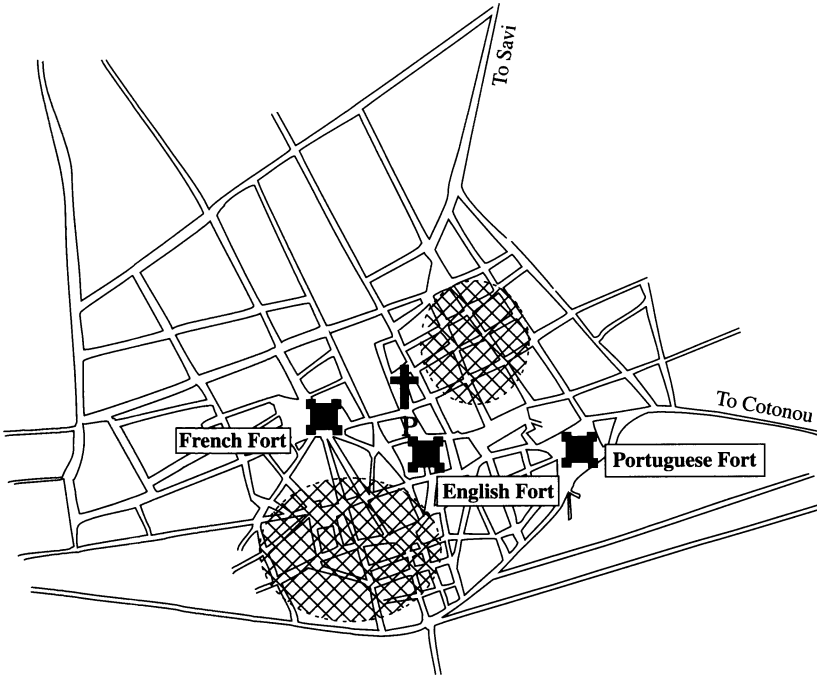 To Savi
P
To Cotonou
French Fort
Portuguese Fort
English Fort